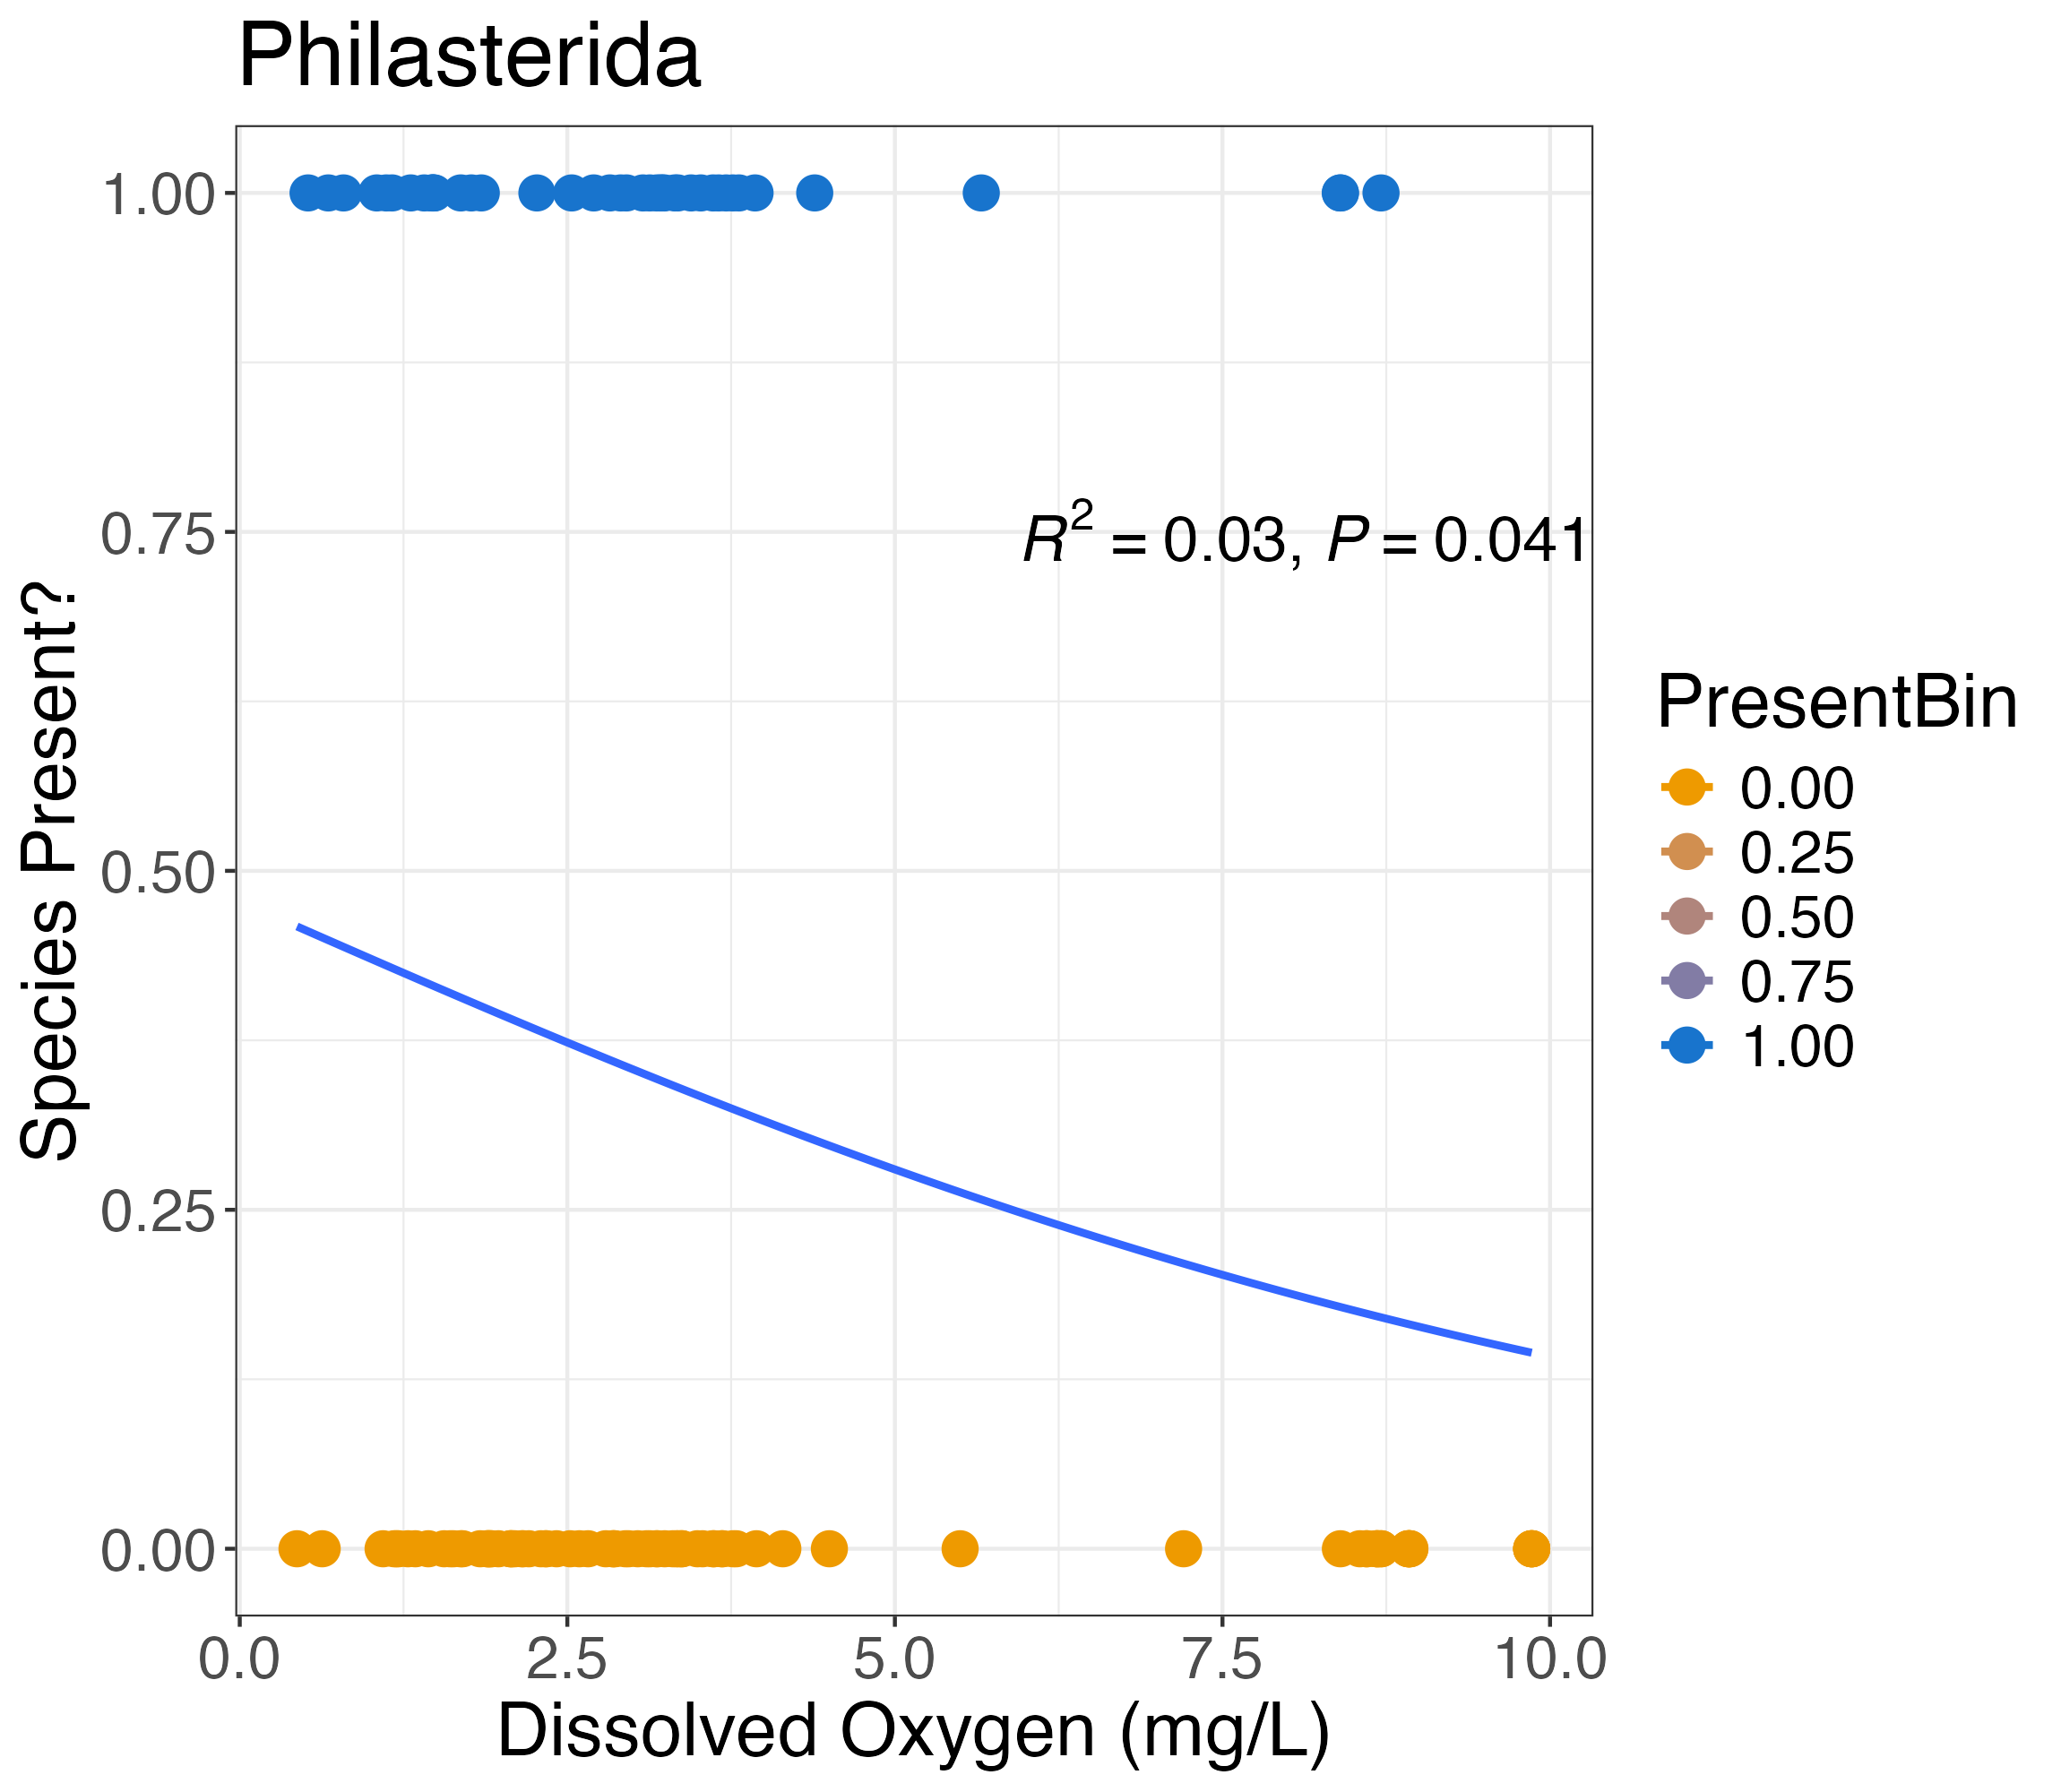 Philasterida
1.00
0.75
0.50
0.25
0.00
Species Present?
R² = 0.03, P = 0.041
0.0 2.5 5.0 7.5 10.0
Dissolved Oxygen (mg/L)
PresentBin
0.00
0.25
0.50
0.75
1.00